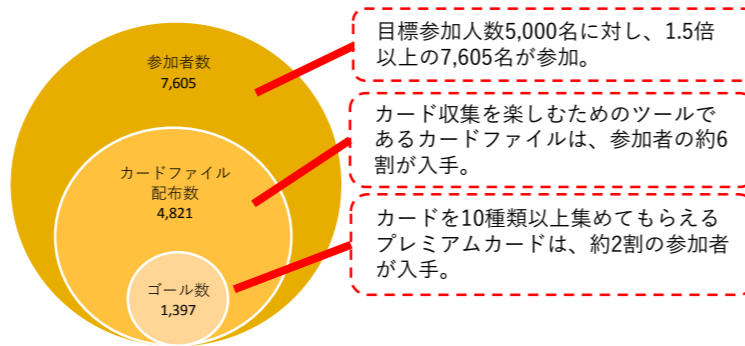 参加者数
7,605
カードファイル
配布数
4,821
ゴール数
1,397
目標参加人数5,000名に対し、1.5倍
以上の7,605名が参加。
カード収集を楽しむためのツールで
あるカードファイルは、参加者の約6
割が入手。
カードを10種類以上集めてもらえる
プレミアムカードは、約2割の参加者
が入手。